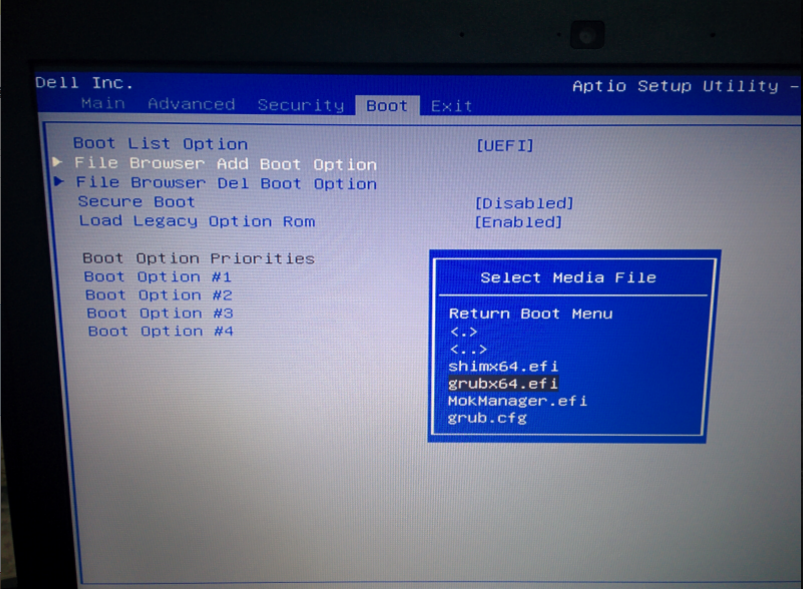 Dell Inc.
Aptio Setup Utility -
Main Advanced Security Boot Exit
Boot List Option [UEFI]
File Browser Add Boot Option
File Browser Del Boot Option
Secure Boot [Disabled]
Load Legacy Option Rom [Enabled]
Boot Option Priorities
Boot Option #1
Boot Option #2
Boot Option #3
Boot Option #4
Select Media File
Return Boot Menu
<.>
<..>
shimx64.efi
grubx64.efi
MokManager.efi
grub.cfg